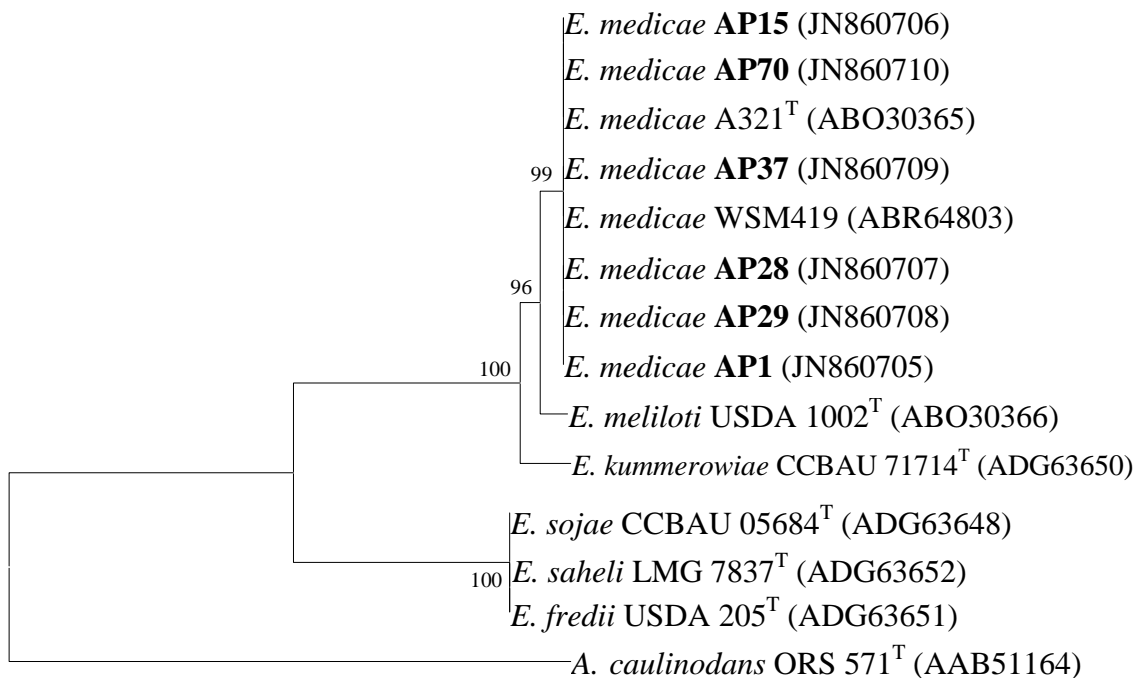 E. medicae AP15 (JN860706)
E. medicae AP70 (JN860710)
E. medicae A321T (ABO30365)
99 E. medicae AP37 (JN860709)
E. medicae WSM419 (ABR64803)
E. medicae AP28 (JN860707)
96
E. medicae AP29 (JN860708)
100 E. medicae AP1 (JN860705)
E. meliloti USDA 1002T (ABO30366)
E. kummerowiae CCBAU 71714T (ADG63650)
E. sojae CCBAU 05684T (ADG63648)
100 E. saheli LMG 7837T (ADG63652)
E. fredii USDA 205T (ADG63651)
A. caulinodans ORS 571T (AAB51164)